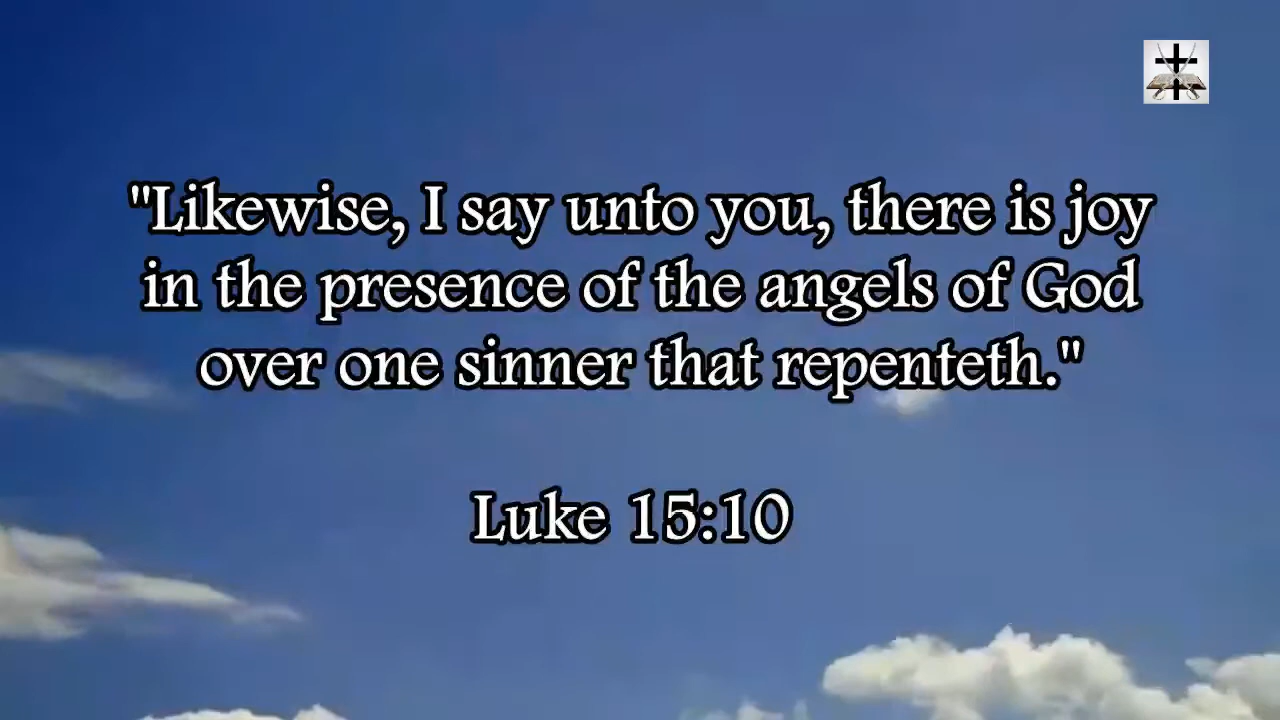 "Likewise, I say unto you, there is joy
in the presence of the angels of God
over one sinner that repenteth."
Luke 15:10